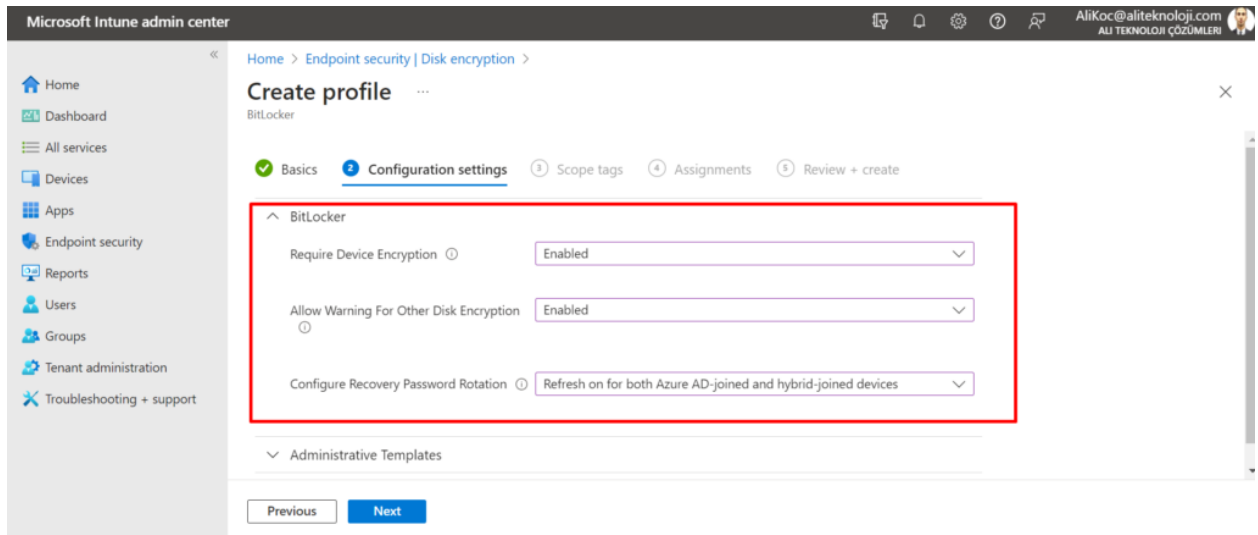 Microsoft Intune admin center
AliKoc@aliteknoloji.com
ALI TEKNOLOJI ÇÖZÜMLERI
Home
Dashboard
All services
Devices
Apps
Endpoint security
Reports
Users
Groups
Tenant administration
Troubleshooting + support
Home > Endpoint security | Disk encryption >
Create profile ...
BitLocker
Basics
2 Configuration settings
3 Scope tags
4 Assignments
5 Review + create
BitLocker
Require Device Encryption
Enabled
Allow Warning For Other Disk Encryption
Enabled
Configure Recovery Password Rotation
Refresh on for both Azure AD-joined and hybrid-joined devices
Administrative Templates
Previous
Next